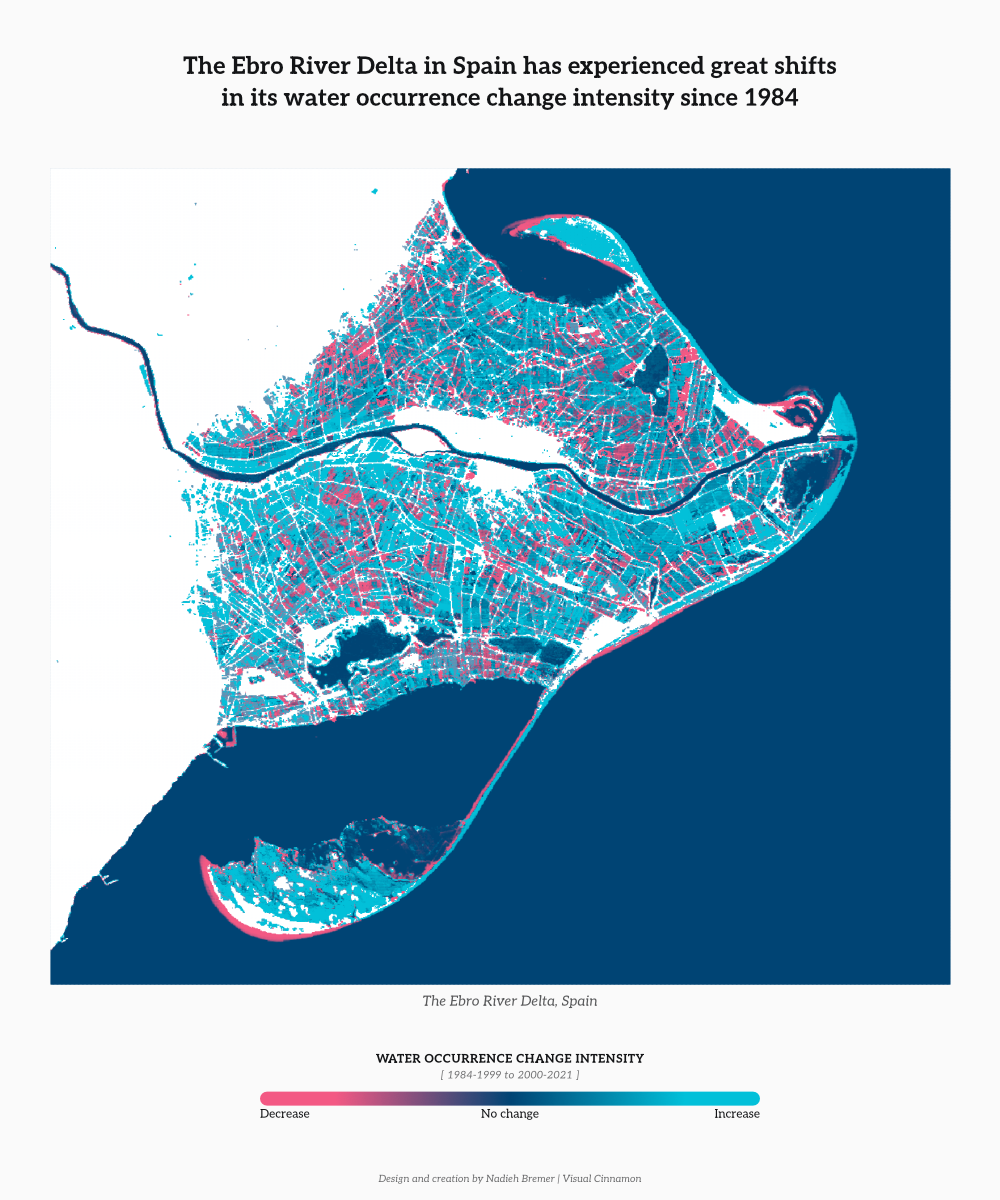 The Ebro River Delta in Spain has experienced great shifts
in its water occurrence change intensity since 1984
The Ebro River Delta, Spain
WATER OCCURRENCE CHANGE INTENSITY
[ 1984-1999 to 2000-2021 ]
Decrease No change Increase
Design and creation by Nadieh Bremer | Visual Cinnamon